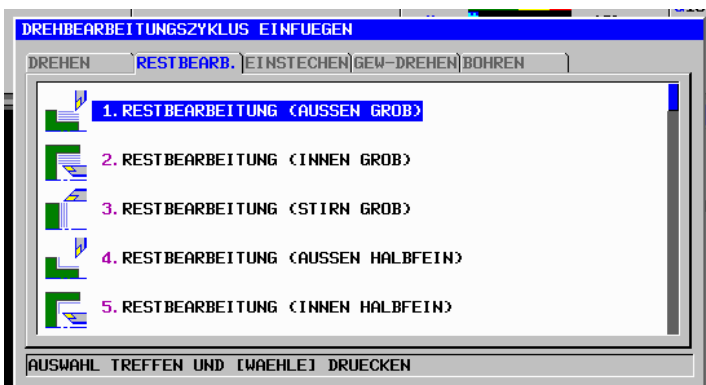 DREHBEARBEITUNGSZYKLUS EINFUEGEN
DREHEN RESTBEARB. EINSTECHEN GEW-DREHEN BOHREN
1. RESTBEARBEITUNG (AUSSEN GROB)
2. RESTBEARBEITUNG (INNEN GROB)
3. RESTBEARBEITUNG (STIRN GROB)
4. RESTBEARBEITUNG (AUSSEN HALBFEIN)
5. RESTBEARBEITUNG (INNEN HALBFEIN)
AUSWAHL TREFFEN UND [WAEHLE] DRUECKEN